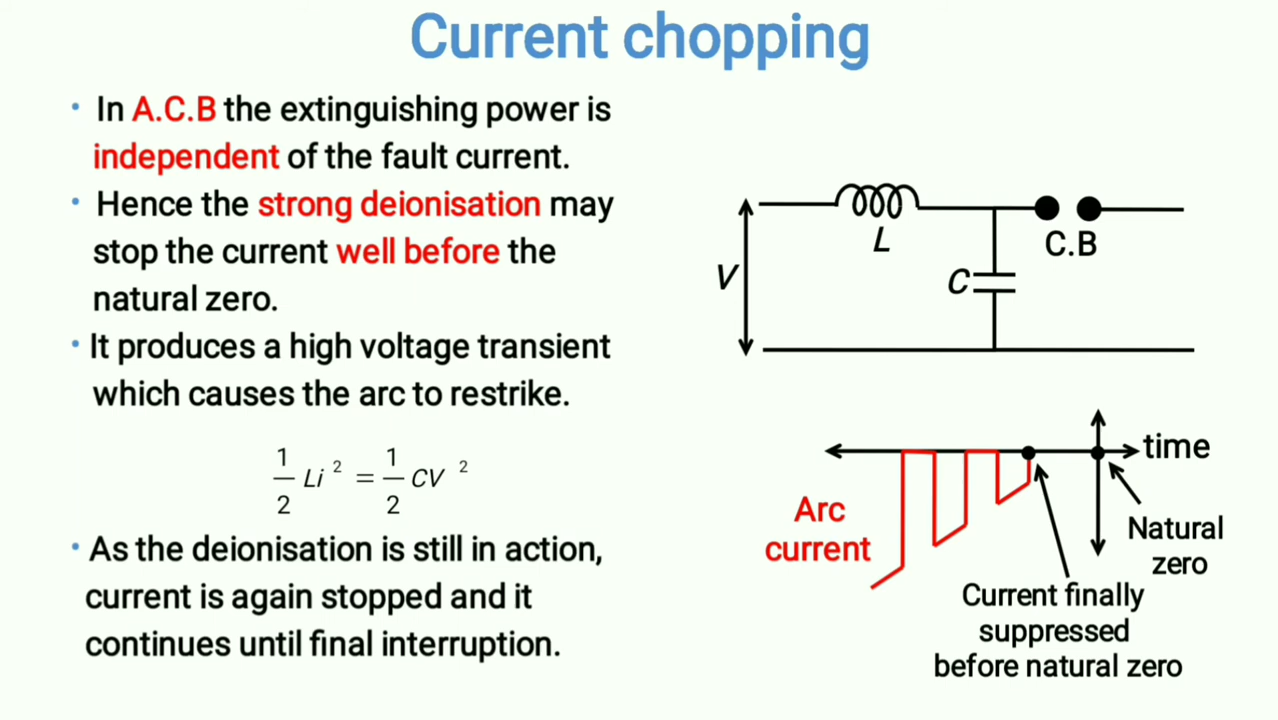 Current chopping
• In A.C.B the extinguishing power is
independent of the fault current.
• Hence the strong deionisation may
stop the current well before the
natural zero.
• It produces a high voltage transient
which causes the arc to restrike.
1/2 Li² = 1/2 CV²
• As the deionisation is still in action,
current is again stopped and it
continues until final interruption.
V
L
C
C.B
time
Arc
current
Natural
zero
Current finally
suppressed
before natural zero